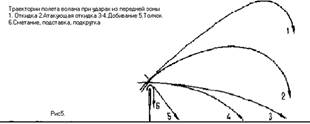 Траектории полета волана при ударах из передней зоны
1. Откидка 2.Атакующая откидка 3-4.Добивание 5.Толчок
6.Сметание, подставка, подкрутка
1
2
6
5
4
3
Рис5.